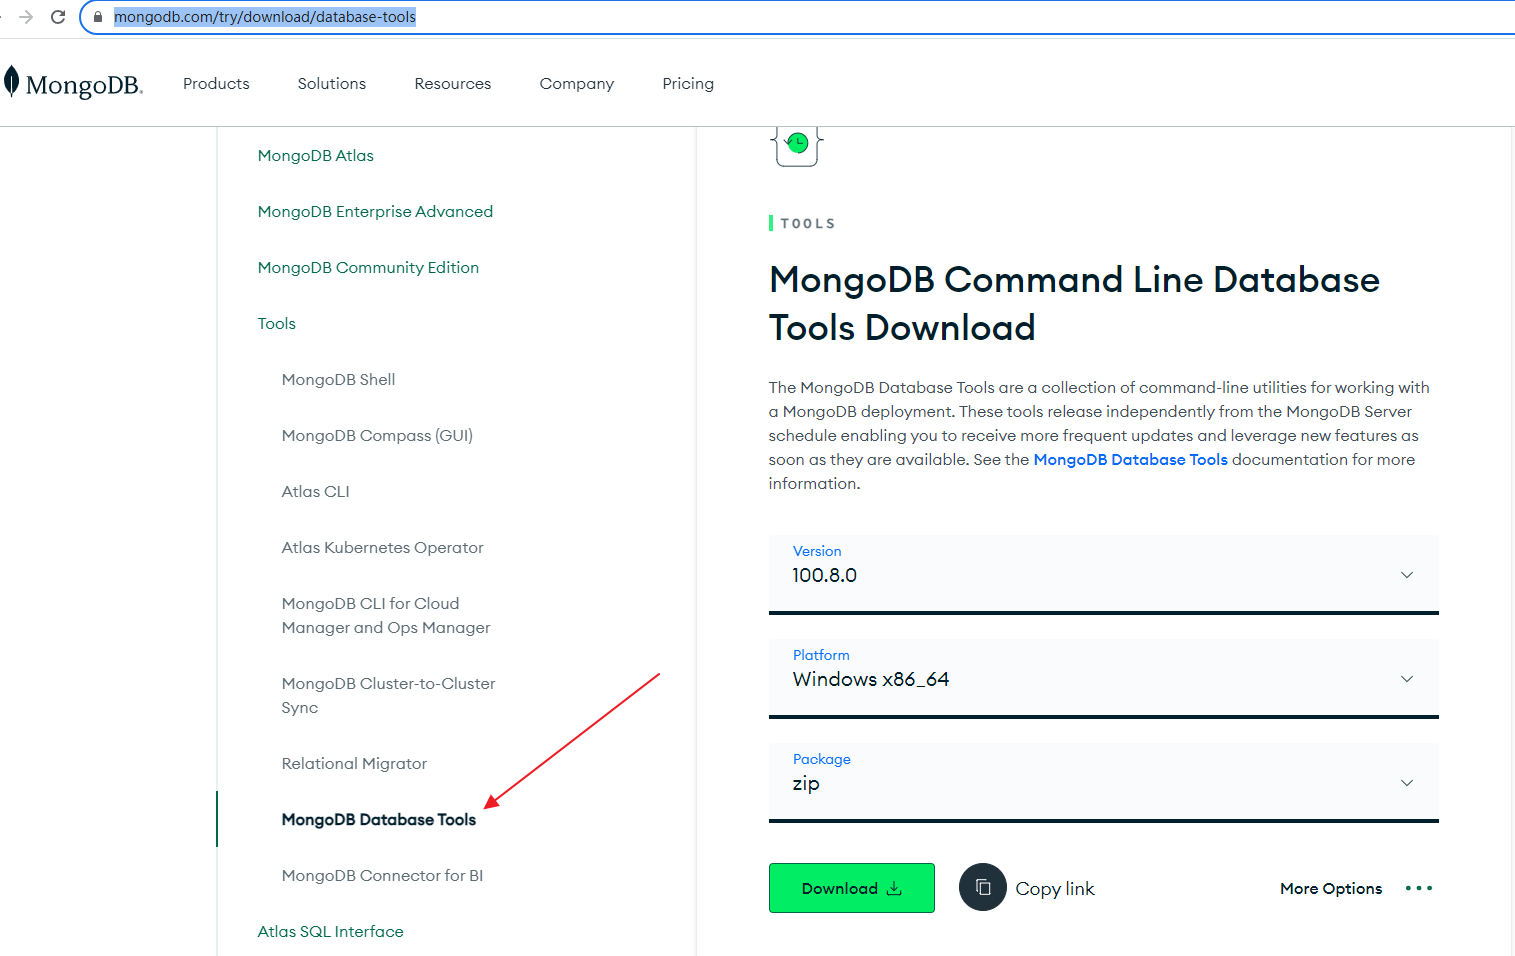 mongodb.com/try/download/database-tools
MongoDB.
Products
Solutions
Resources
Company
Pricing
MongoDB Atlas
MongoDB Enterprise Advanced
MongoDB Community Edition
Tools
MongoDB Shell
MongoDB Compass (GUI)
Atlas CLI
Atlas Kubernetes Operator
MongoDB CLI for Cloud
Manager and Ops Manager
MongoDB Cluster-to-Cluster
Sync
Relational Migrator
MongoDB Database Tools
MongoDB Connector for BI
Atlas SQL Interface
TOOLS
MongoDB Command Line Database
Tools Download
The MongoDB Database Tools are a collection of command-line utilities for working with
a MongoDB deployment. These tools release independently from the MongoDB Server
schedule enabling you to receive more frequent updates and leverage new features as
soon as they are available. See the MongoDB Database Tools documentation for more
information.
Version
100.8.0
Platform
Windows x86_64
Package
zip
Download
Copy link
More Options